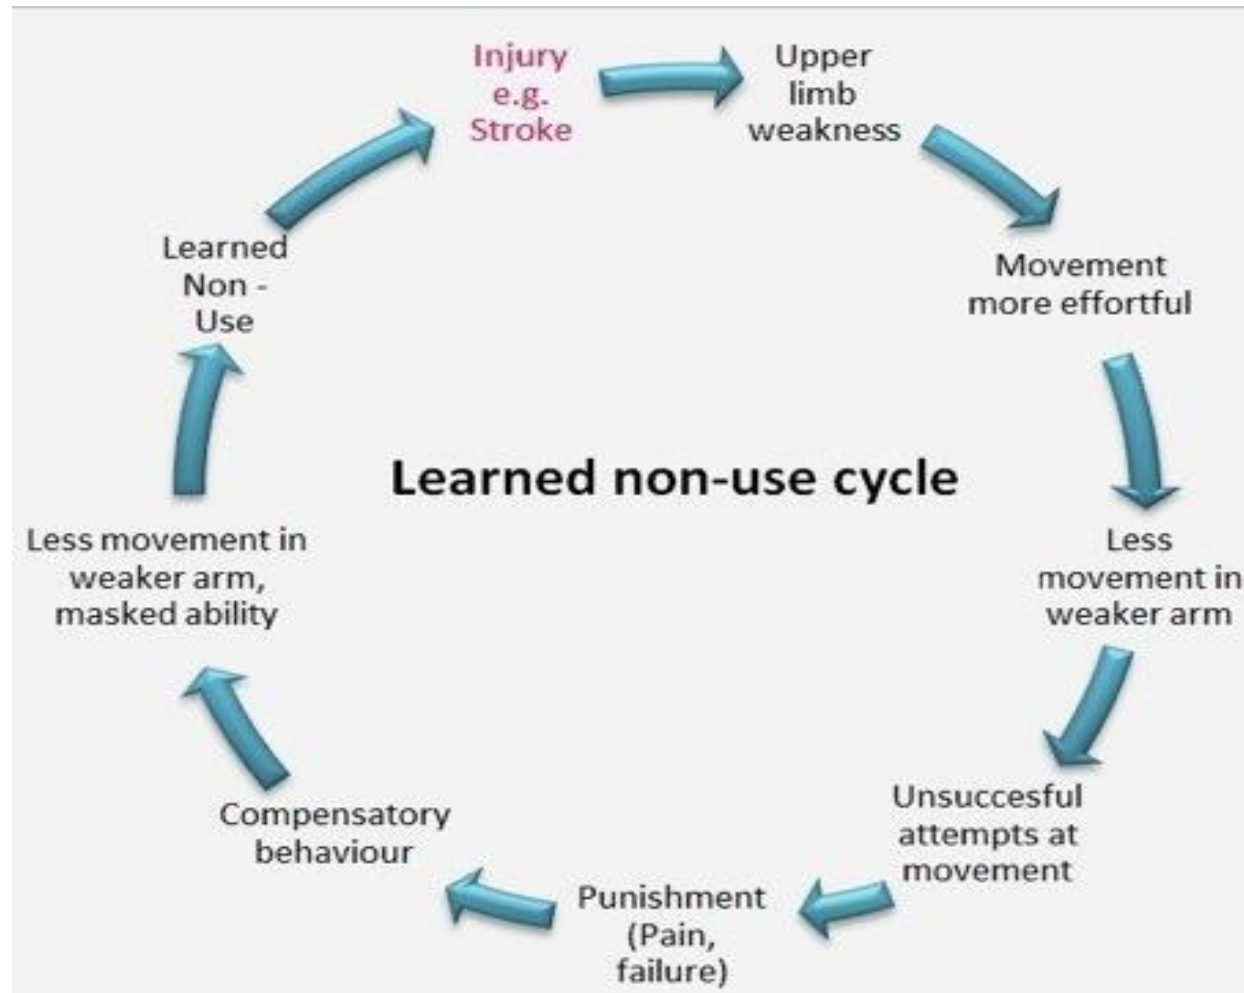 Injury
e.g.
Stroke
Upper
limb
weakness
Movement
more effortful
Less
movement in
weaker arm
Unsuccesful
attempts at
movement
Punishment
(Pain,
failure)
Compensatory
behaviour
Less movement in
weaker arm,
masked ability
Learned
Non -
Use
Learned non-use cycle